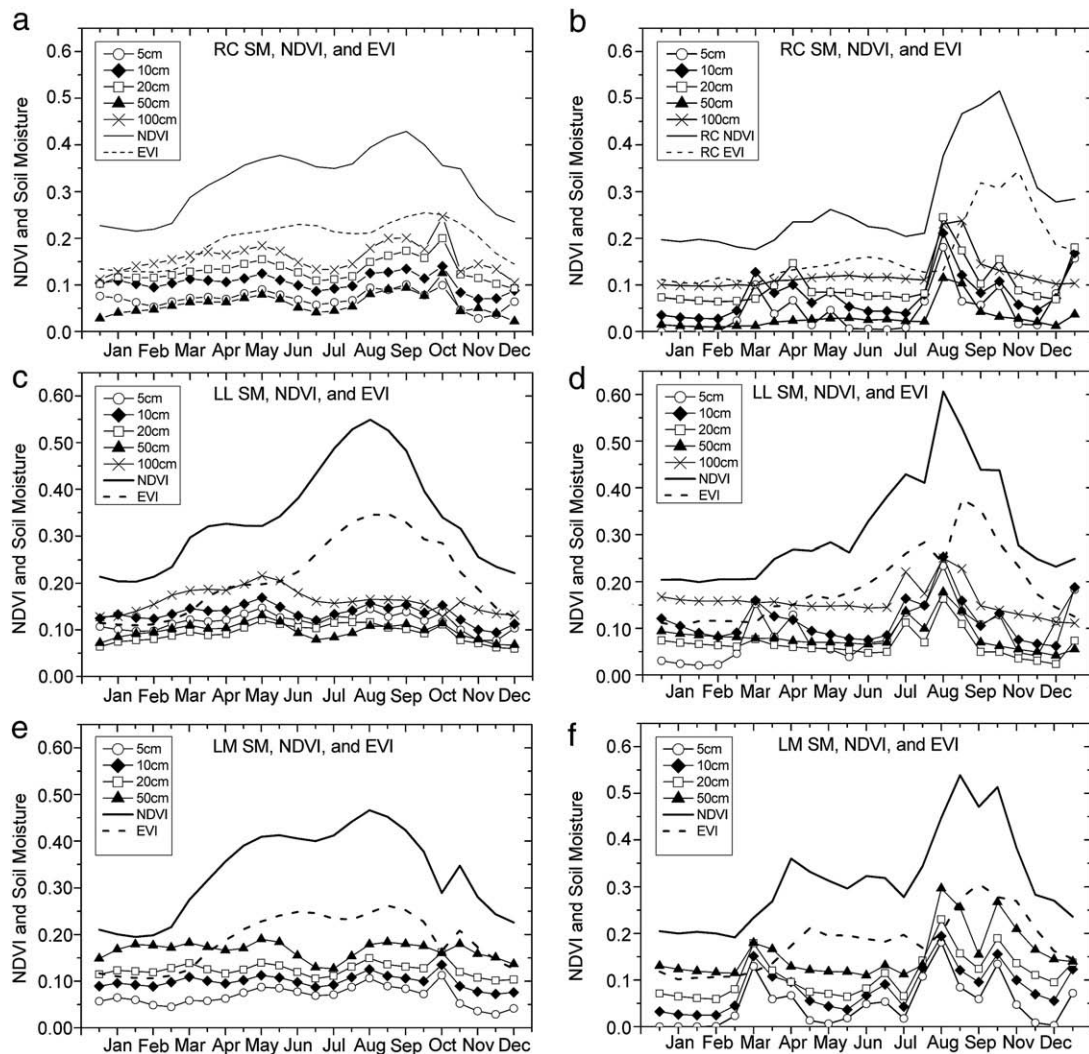 a
RC SM, NDVI, and EVI
NDVI and Soil Moisture
0.6
0.5
0.4
0.3
0.2
0.1
0.0
5cm
10cm
20cm
50cm
100cm
NDVI
EVI
Jan Feb Mar Apr May Jun Jul Aug Sep Oct Nov Dec
b
RC SM, NDVI, and EVI
NDVI and Soil Moisture
0.6
0.5
0.4
0.3
0.2
0.1
0.0
5cm
10cm
20cm
50cm
100cm
RC NDVI
RC EVI
Jan Feb Mar Apr May Jun Jul Aug Sep Oct Nov Dec
c
LL SM, NDVI, and EVI
NDVI and Soil Moisture
0.60
0.50
0.40
0.30
0.20
0.10
0.00
5cm
10cm
20cm
50cm
100cm
NDVI
EVI
Jan Feb Mar Apr May Jun Jul Aug Sep Oct Nov Dec
d
LL SM, NDVI, and EVI
NDVI and Soil Moisture
0.60
0.50
0.40
0.30
0.20
0.10
0.00
5cm
10cm
20cm
50cm
100cm
NDVI
EVI
Jan Feb Mar Apr May Jun Jul Aug Sep Oct Nov Dec
e
LM SM, NDVI, and EVI
NDVI and Soil Moisture
0.60
0.50
0.40
0.30
0.20
0.10
0.00
5cm
10cm
20cm
50cm
NDVI
EVI
Jan Feb Mar Apr May Jun Jul Aug Sep Oct Nov Dec
f
LM SM, NDVI, and EVI
NDVI and Soil Moisture
0.6
0.5
0.4
0.3
0.2
0.1
0.0
5cm
10cm
20cm
50cm
NDVI
EVI
Jan Feb Mar Apr May Jun Jul Aug Sep Oct Nov Dec